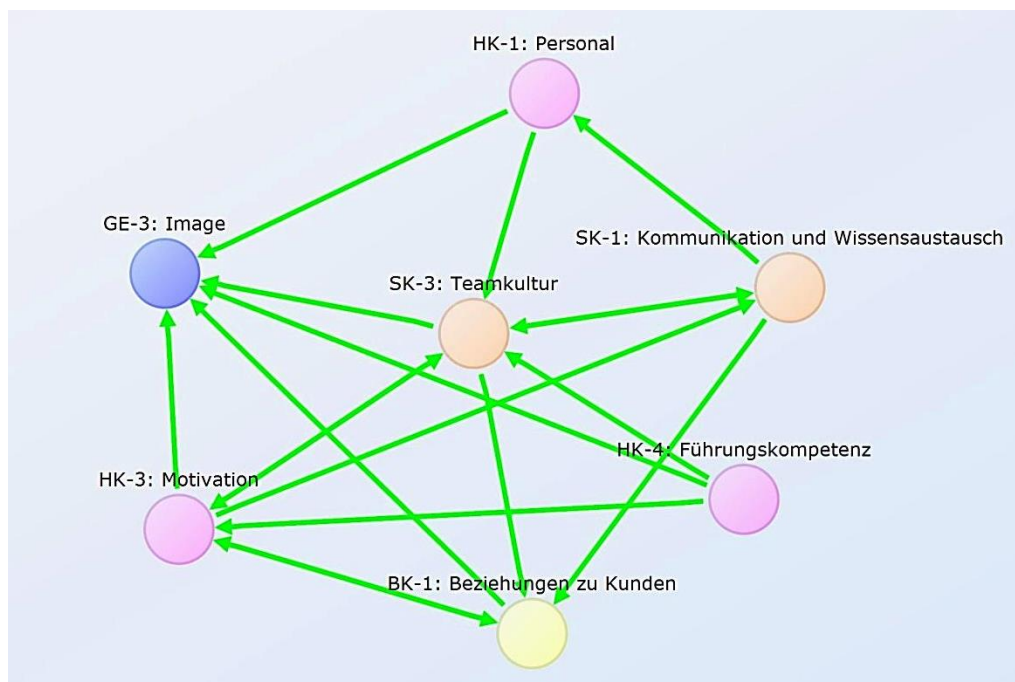 HK-1: Personal
GE-3: Image
SK-1: Kommunikation und Wissensaustausch
SK-3: Teamkultur
HK-4: Führungskompetenz
HK-3: Motivation
BK-1: Beziehungen zu Kunden